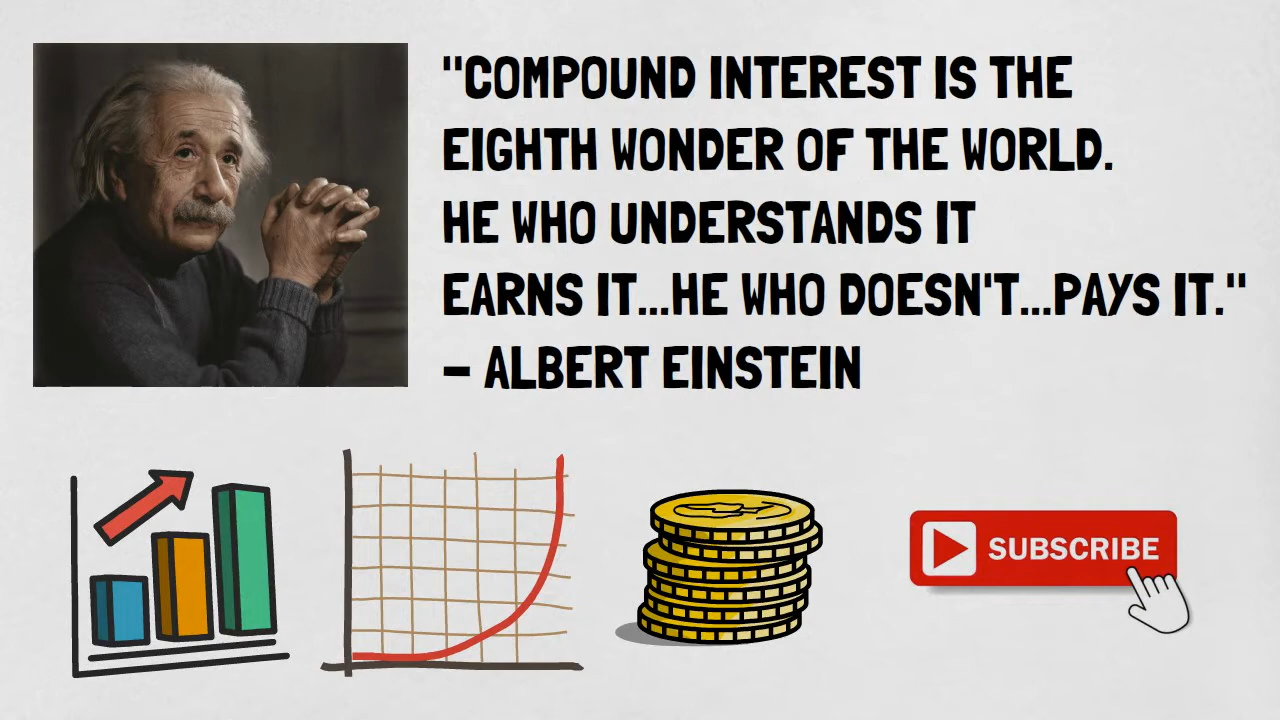 "COMPOUND INTEREST IS THE
EIGHTH WONDER OF THE WORLD.
HE WHO UNDERSTANDS IT
EARNS IT...HE WHO DOESN'T...PAYS IT."
– ALBERT EINSTEIN
SUBSCRIBE